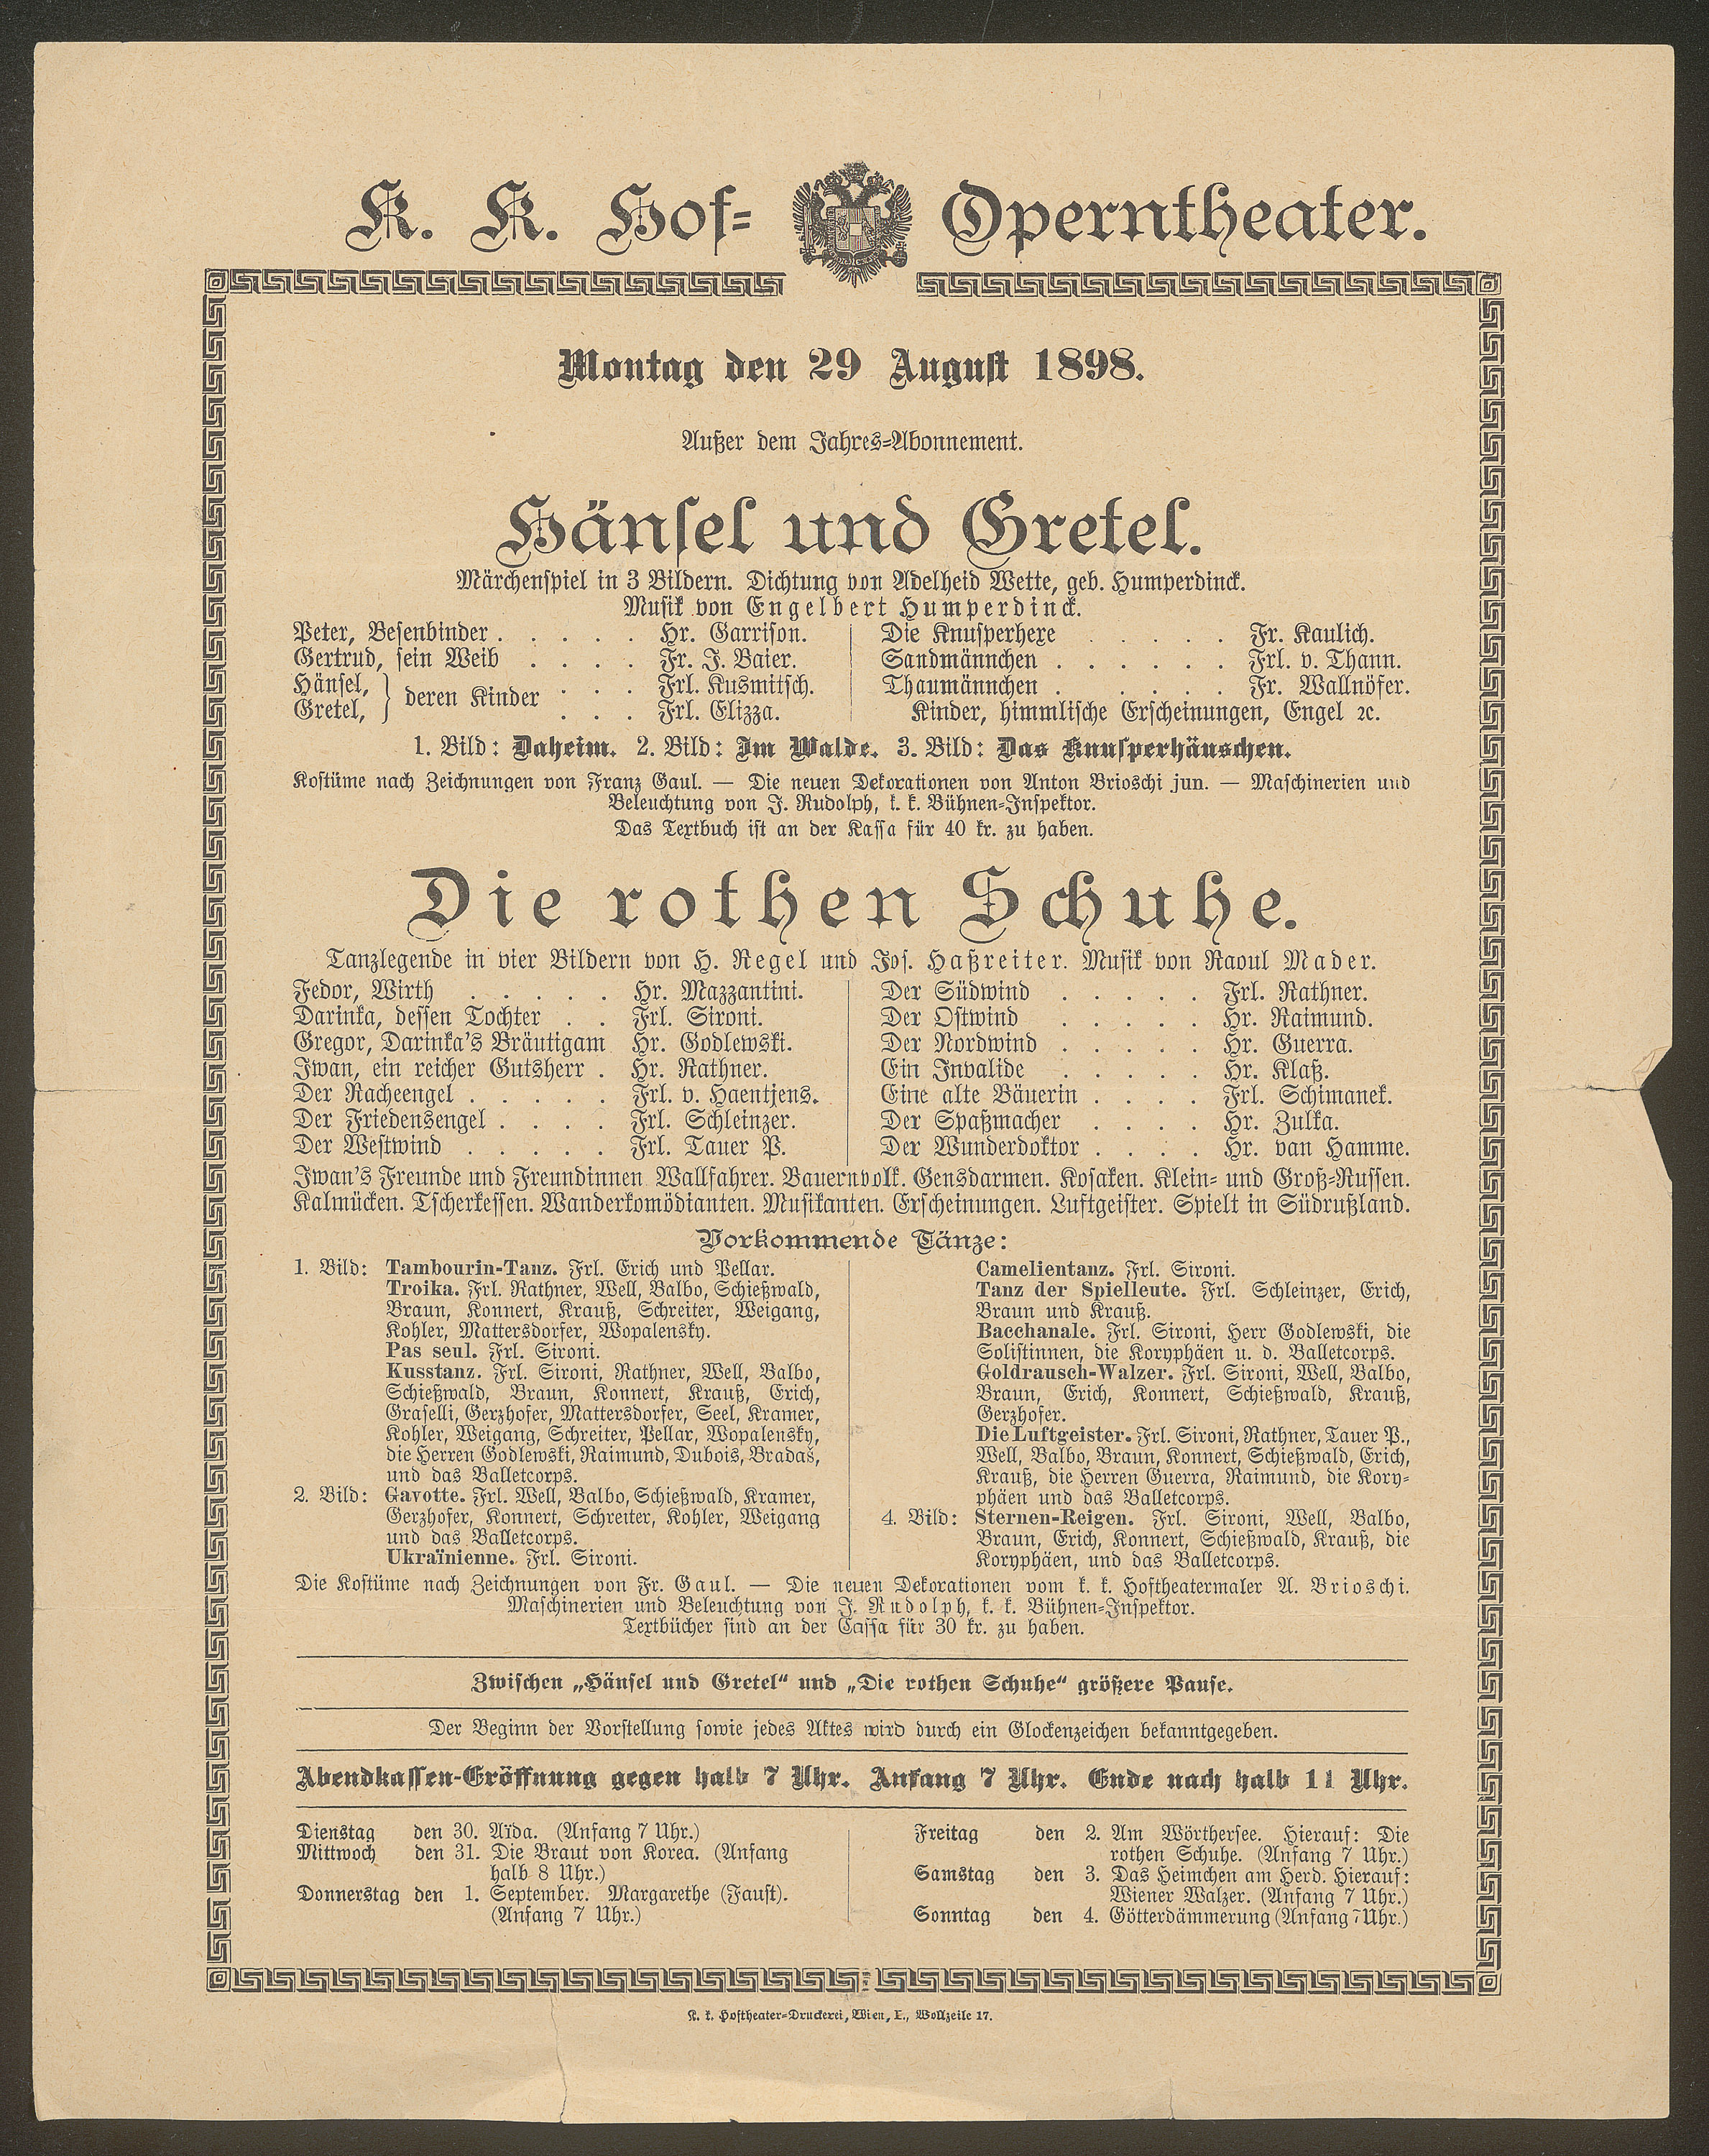 K. K. Hof= Operntheater.
Montag den 29 August 1898.
Außer dem Jahres=Abonnement.
Hänsel und Gretel.
Märchenspiel in 3 Bildern. Dichtung von Adelheid Wette, geb. Humperdinck.
Musik von Engelbert Humperdinck.
Peter, Besenbinder . . . . . Hr. Garrison.
Gertrud, sein Weib . . . . Fr. J. Baier.
Hänsel, } deren Kinder . . . Frl. Kusmitsch.
Gretel, } . . . Frl. Elizza.
Die Knusperhexe . . . . . Fr. Kaulich.
Sandmännchen . . . . . . Frl. v. Thann.
Thaumännchen . . . . . Fr. Wallnöfer.
Kinder, himmlische Erscheinungen, Engel ꝛc.
1. Bild: Daheim. 2. Bild: Im Walde. 3. Bild: Das Knusperhäuschen.
Kostüme nach Zeichnungen von Franz Gaul. — Die neuen Dekorationen von Anton Brioschi jun. — Maschinerien und
Beleuchtung von J. Rudolph, k. k. Bühnen=Inspektor.
Das Textbuch ist an der Kassa für 40 kr. zu haben.
Die rothen Schuhe.
Tanzlegende in vier Bildern von H. Regel und Jos. Haßreiter. Musik von Raoul Mader.
Fedor, Wirth . . . . . Hr. Mazzantini.
Darinka, dessen Tochter . . Frl. Sironi.
Gregor, Darinka's Bräutigam Hr. Godlewski.
Iwan, ein reicher Gutsherr . Hr. Rathner.
Der Racheengel . . . . . Frl. v. Haentjens.
Der Friedensengel . . . . Frl. Schleinzer.
Der Westwind . . . . . Frl. Tauer P.
Der Südwind . . . . . Frl. Rathner.
Der Ostwind . . . . . Hr. Raimund.
Der Nordwind . . . . . Hr. Guerra.
Ein Invalide . . . . . Hr. Klaß.
Eine alte Bäuerin . . . . Frl. Schimanek.
Der Spaßmacher . . . . Hr. Zulka.
Der Wunderdoktor . . . . Hr. van Hamme.
Iwan's Freunde und Freundinnen. Wallfahrer. Bauernvolk. Gensdarmen. Kosaken. Klein= und Groß=Russen.
Kalmücken. Tscherkessen. Wanderkomödianten. Musikanten. Erscheinungen. Luftgeister. Spielt in Südrußland.
Vorkommende Tänze:
1. Bild: Tambourin-Tanz. Frl. Erich und Pellar.
Troika. Frl. Rathner, Well, Balbo, Schießwald,
Braun, Konnert, Krauß, Schreiter, Weigang,
Kohler, Mattersdorfer, Wopalensky.
Pas seul. Frl. Sironi.
Kusstanz. Frl. Sironi, Rathner, Well, Balbo,
Schießwald, Braun, Konnert, Krauß, Erich,
Graselli, Gerzhofer, Mattersdorfer, Seel, Kramer,
Kohler, Weigang, Schreiter, Pellar, Wopalensky,
die Herren Godlewski, Raimund, Dubois, Bradaš,
und das Balletcorps.
2. Bild: Gavotte. Frl. Well, Balbo, Schießwald, Kramer,
Gerzhofer, Konnert, Schreiter, Kohler, Weigang
und das Balletcorps.
Ukraïnienne. Frl. Sironi.
Camelientanz. Frl. Sironi.
Tanz der Spielleute. Frl. Schleinzer, Erich,
Braun und Krauß.
Bacchanale. Frl. Sironi, Herr Godlewski, die
Solistinnen, die Koryphäen u. d. Balletcorps.
Goldrausch-Walzer. Frl. Sironi, Well, Balbo,
Braun, Erich, Konnert, Schießwald, Krauß,
Gerzhofer.
Die Luftgeister. Frl. Sironi, Rathner, Tauer P.,
Well, Balbo, Braun, Konnert, Schießwald, Erich,
Krauß, die Herren Guerra, Raimund, die Kory=
phäen und das Balletcorps.
4. Bild: Sternen-Reigen. Frl. Sironi, Well, Balbo,
Braun, Erich, Konnert, Schießwald, Krauß, die
Koryphäen, und das Balletcorps.
Die Kostüme nach Zeichnungen von Fr. Gaul. — Die neuen Dekorationen vom k. k. Hoftheatermaler A. Brioschi.
Maschinerien und Beleuchtung von J. Rudolph, k. k. Bühnen=Inspektor.
Textbücher sind an der Cassa für 30 kr. zu haben.
Zwischen „Hänsel und Gretel“ und „Die rothen Schuhe“ größere Pause.
Der Beginn der Vorstellung sowie jedes Aktes wird durch ein Glockenzeichen bekanntgegeben.
Abendkassen-Eröffnung gegen halb 7 Uhr. Anfang 7 Uhr. Ende nach halb 11 Uhr.
Dienstag den 30. Aïda. (Anfang 7 Uhr.)
Mittwoch den 31. Die Braut von Korea. (Anfang
halb 8 Uhr.)
Donnerstag den 1. September. Margarethe (Faust).
(Anfang 7 Uhr.)
Freitag den 2. Am Wörthersee. Hierauf: Die
rothen Schuhe. (Anfang 7 Uhr.)
Samstag den 3. Das Heimchen am Herd. Hierauf:
Wiener Walzer. (Anfang 7 Uhr.)
Sonntag den 4. Götterdämmerung (Anfang 7 Uhr.)
K. k. Hoftheater=Druckerei, Wien, I., Wollzeile 17.